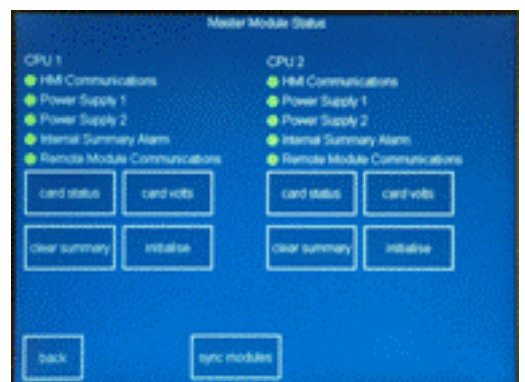 Master Module Status
CPU 1
HMI Communications
Power Supply 1
Power Supply 2
Internal Summary Alarm
Remote Module Communications
card status
card volts
clear summary
initialise
CPU 2
HMI Communications
Power Supply 1
Power Supply 2
Internal Summary Alarm
Remote Module Communications
card status
card volts
clear summary
initialise
back
sync modules